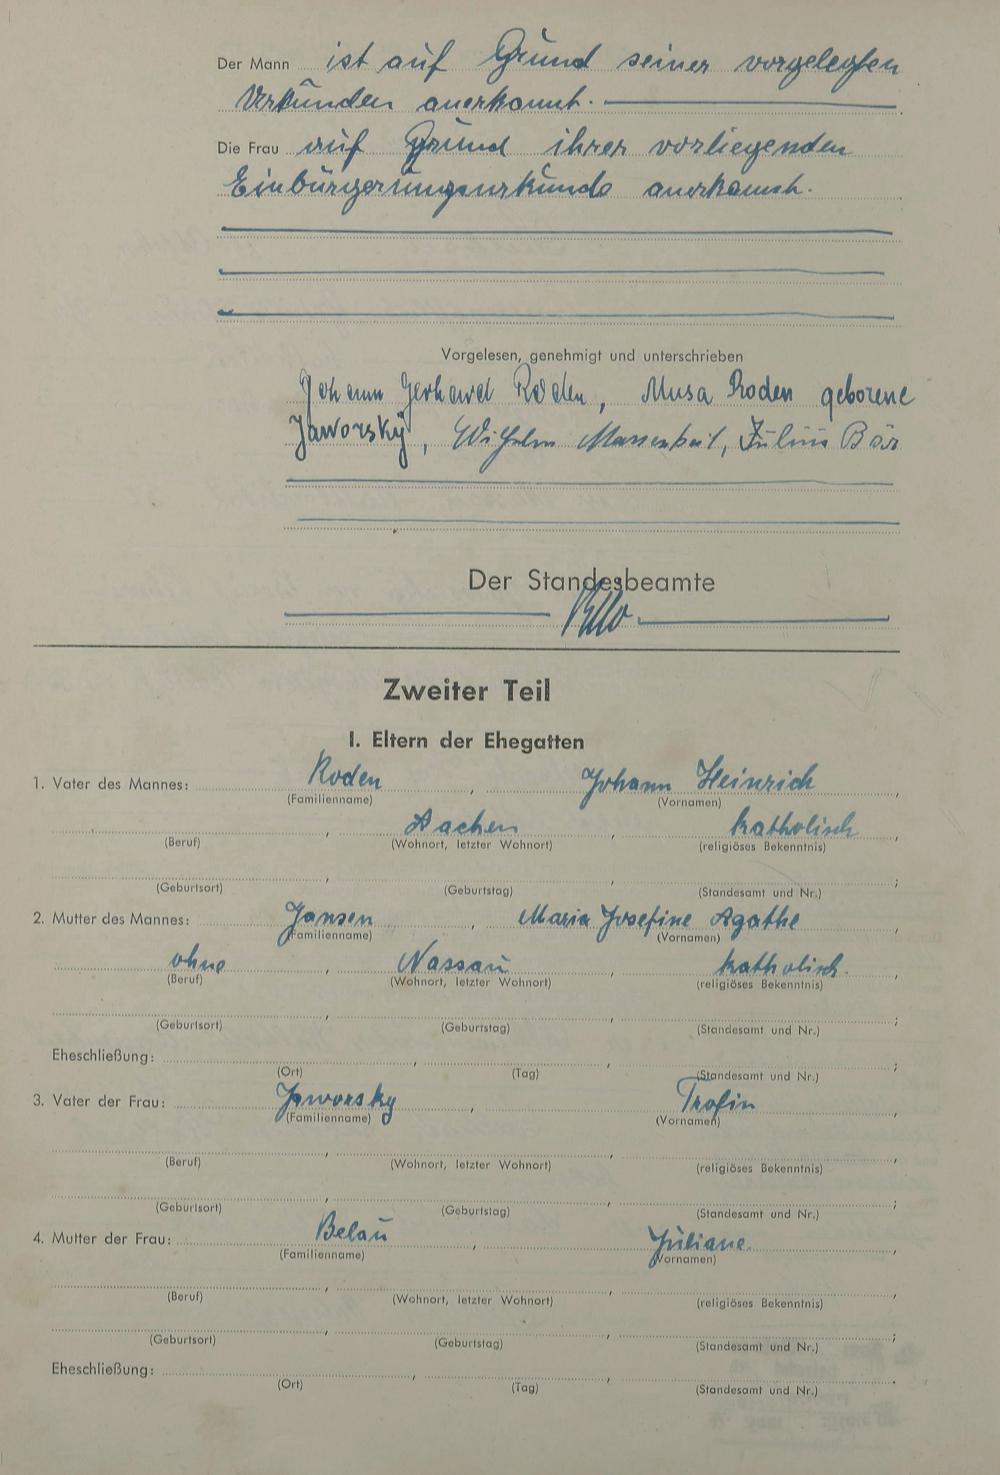 Der Mann ist auf Grund seiner vorgelegten
Urkunden anerkannt.
Die Frau auf Grund ihrer vorliegenden
Einbürgerungsurkunde anerkannt.
Vorgelesen, genehmigt und unterschrieben
Johann Gerhard Roden, Musa Roden geborene
Jaworsky, Wilhelm Julius Bär
Der Standesbeamte
Zweiter Teil
I. Eltern der Ehegatten
1. Vater des Mannes: Roden, Johann Heinrich,
(Familienname) (Vornamen)
, Aachen, katholisch,
(Beruf) (Wohnort, letzter Wohnort) (religiöses Bekenntnis)
, , ;
(Geburtsort) (Geburtstag) (Standesamt und Nr.)
2. Mutter des Mannes: Jansen, Maria Josefine Agathe,
(Familienname) (Vornamen)
ohne, Nassau, katholisch.,
(Beruf) (Wohnort, letzter Wohnort) (religiöses Bekenntnis)
, , ;
(Geburtsort) (Geburtstag) (Standesamt und Nr.)
Eheschließung: , , ;
(Ort) (Tag) (Standesamt und Nr.)
3. Vater der Frau: Jaworsky, Trofin,
(Familienname) (Vornamen)
, , ,
(Beruf) (Wohnort, letzter Wohnort) (religiöses Bekenntnis)
, , ;
(Geburtsort) (Geburtstag) (Standesamt und Nr.)
4. Mutter der Frau: Belau, Juliane.,
(Familienname) (Vornamen)
, , ,
(Beruf) (Wohnort, letzter Wohnort) (religiöses Bekenntnis)
, , ;
(Geburtsort) (Geburtstag) (Standesamt und Nr.)
Eheschließung: , , .
(Ort) (Tag) (Standesamt und Nr.)